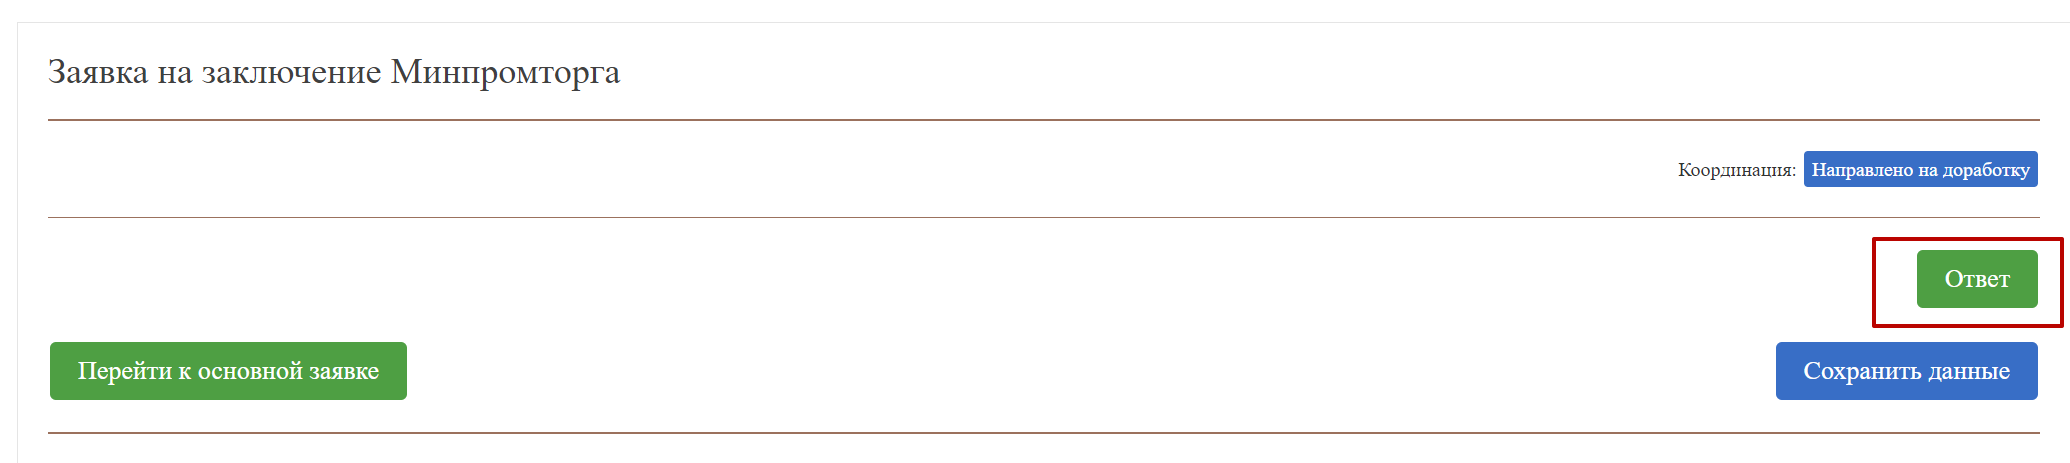 Заявка на заключение Минпромторга
Координация: Направлено на доработку
Ответ
Перейти к основной заявке
Сохранить данные